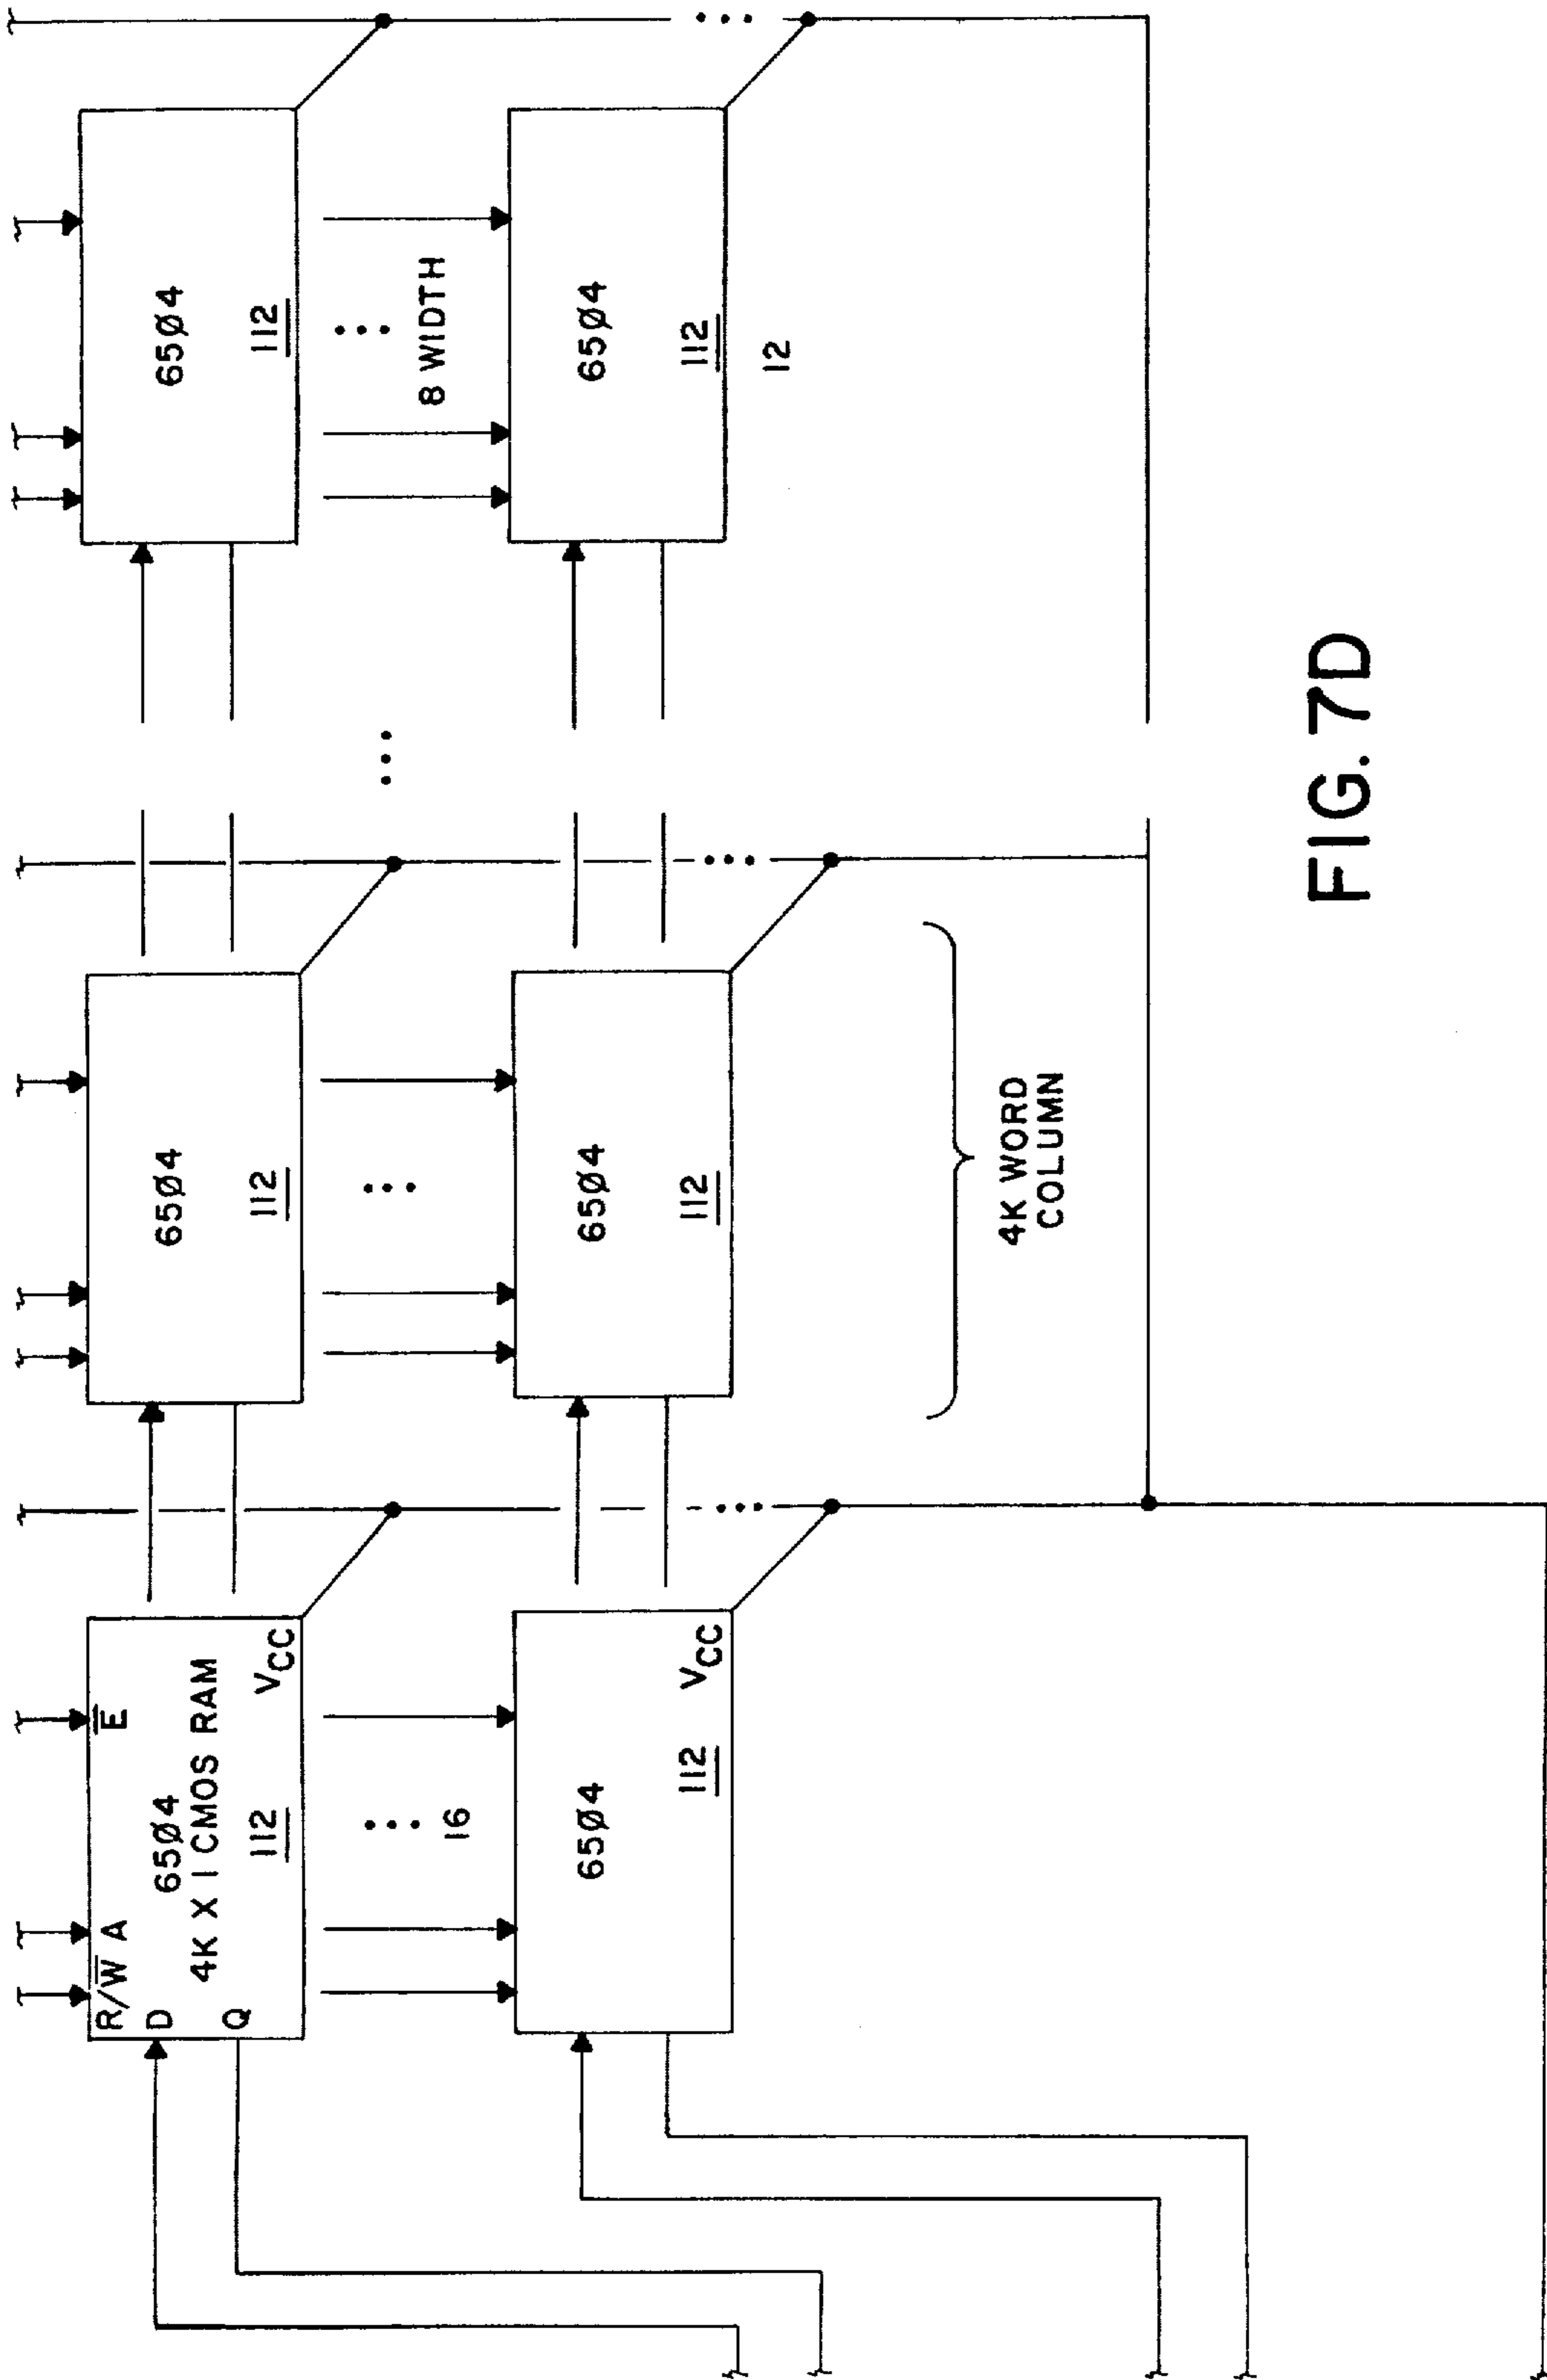 R/W̅ A E̅
D
65Ø4
4K X 1 CMOS RAM
Q
112
VCC
65Ø4
112
65Ø4
112
16
8 WIDTH
65Ø4
112
VCC
65Ø4
112
65Ø4
112
12
4K WORD
COLUMN
FIG. 7D